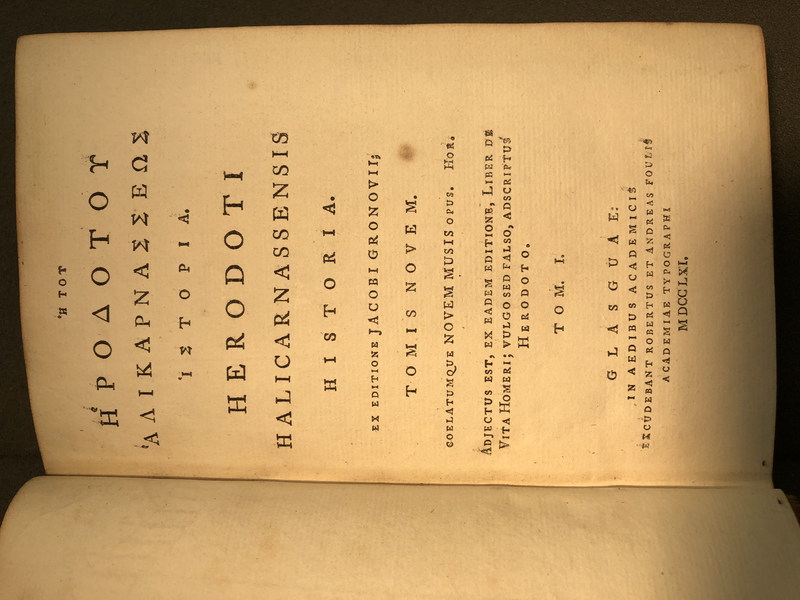 Ἡ ΤΟΥ
ἩΡΟΔΟΤΟΥ
ἉΛΙΚΑΡΝΑΣΣΕΩΣ
ἹΣΤΟΡΙΑ.
HERODOTI
HALICARNASSENSIS
HISTORIA.
EX EDITIONE JACOBI GRONOVII;
TOMIS NOVEM.
COELATUMQUE NOVEM MUSIS OPUS. HOR.
ADJECTUS EST, EX EADEM EDITIONE, LIBER DE
VITA HOMERI; VULGO SED FALSO, ADSCRIPTUS
HERODOTO.
TOM. I.
GLASGUAE:
IN AEDIBUS ACADEMICIS
EXCUDEBANT ROBERTUS ET ANDREAS FOULIS
ACADEMIAE TYPOGRAPHI
MDCCLXI.